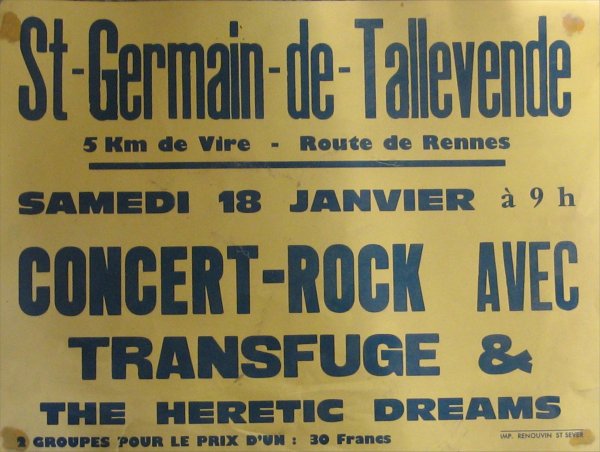 St-Germain-de-Tallevende
5 Km de Vire - Route de Rennes
SAMEDI 18 JANVIER à 9h
CONCERT-ROCK AVEC
TRANSFUGE &
THE HERETIC DREAMS
2 GROUPES POUR LE PRIX D'UN : 30 Francs
IMP. RENOUVIN ST SEVER